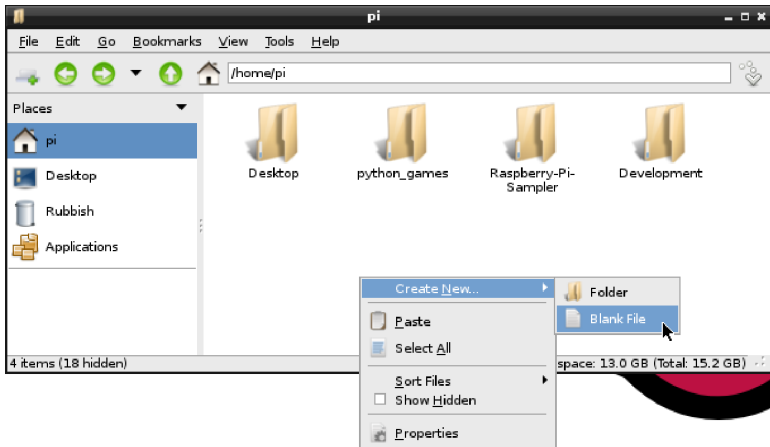 pi
File Edit Go Bookmarks View Tools Help
/home/pi
Places
pi
Desktop
Rubbish
Applications
Desktop
python_games
Raspberry-Pi-
Sampler
Development
Create New...
Paste
Select All
Sort Files
Show Hidden
Properties
Folder
Blank File
4 items (18 hidden)
space: 13.0 GB (Total: 15.2 GB)